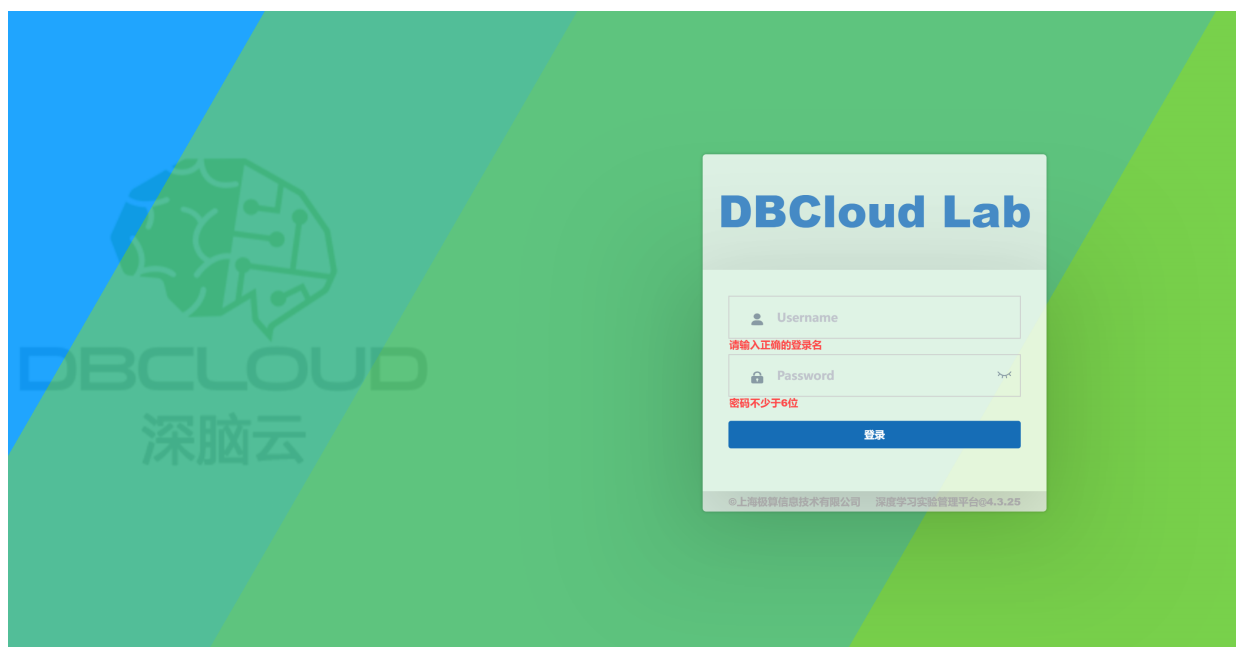 DBCLOUD
深脑云
DBCloud Lab
Username
请输入正确的登录名
Password
密码不少于6位
登录
©上海极算信息技术有限公司 深度学习实验管理平台@4.3.25